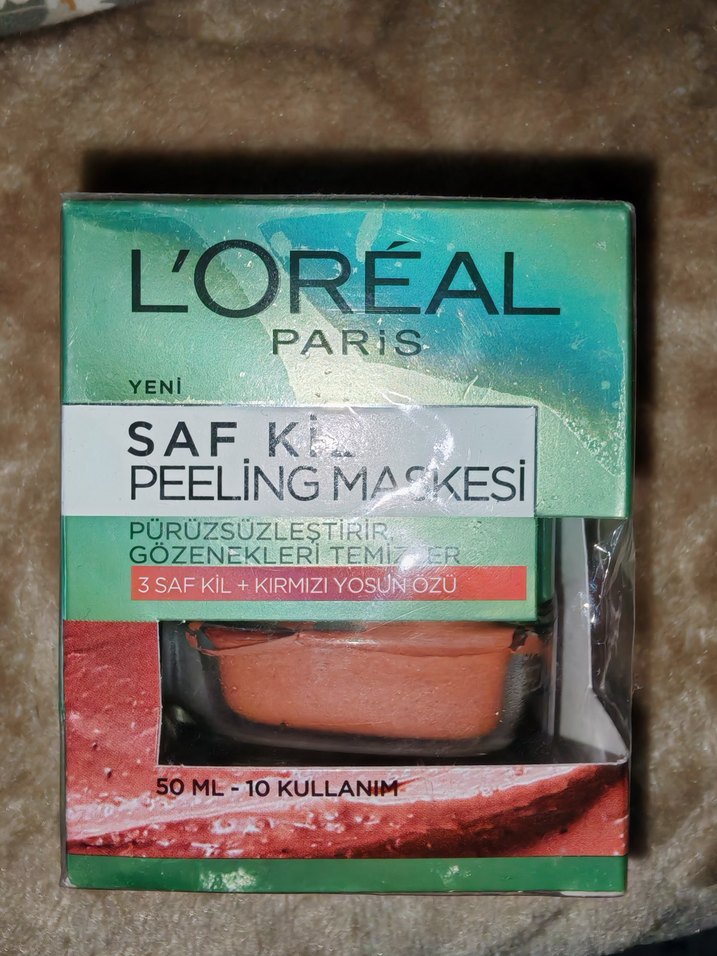 L'ORÉAL
PARiS
YENİ
SAF KİL
PEELİNG MASKESİ
PÜRÜZSÜZLEŞTİRİR,
GÖZENEKLERİ TEMİZLER
3 SAF KİL + KIRMIZI YOSUN ÖZÜ
50 ML - 10 KULLANIM